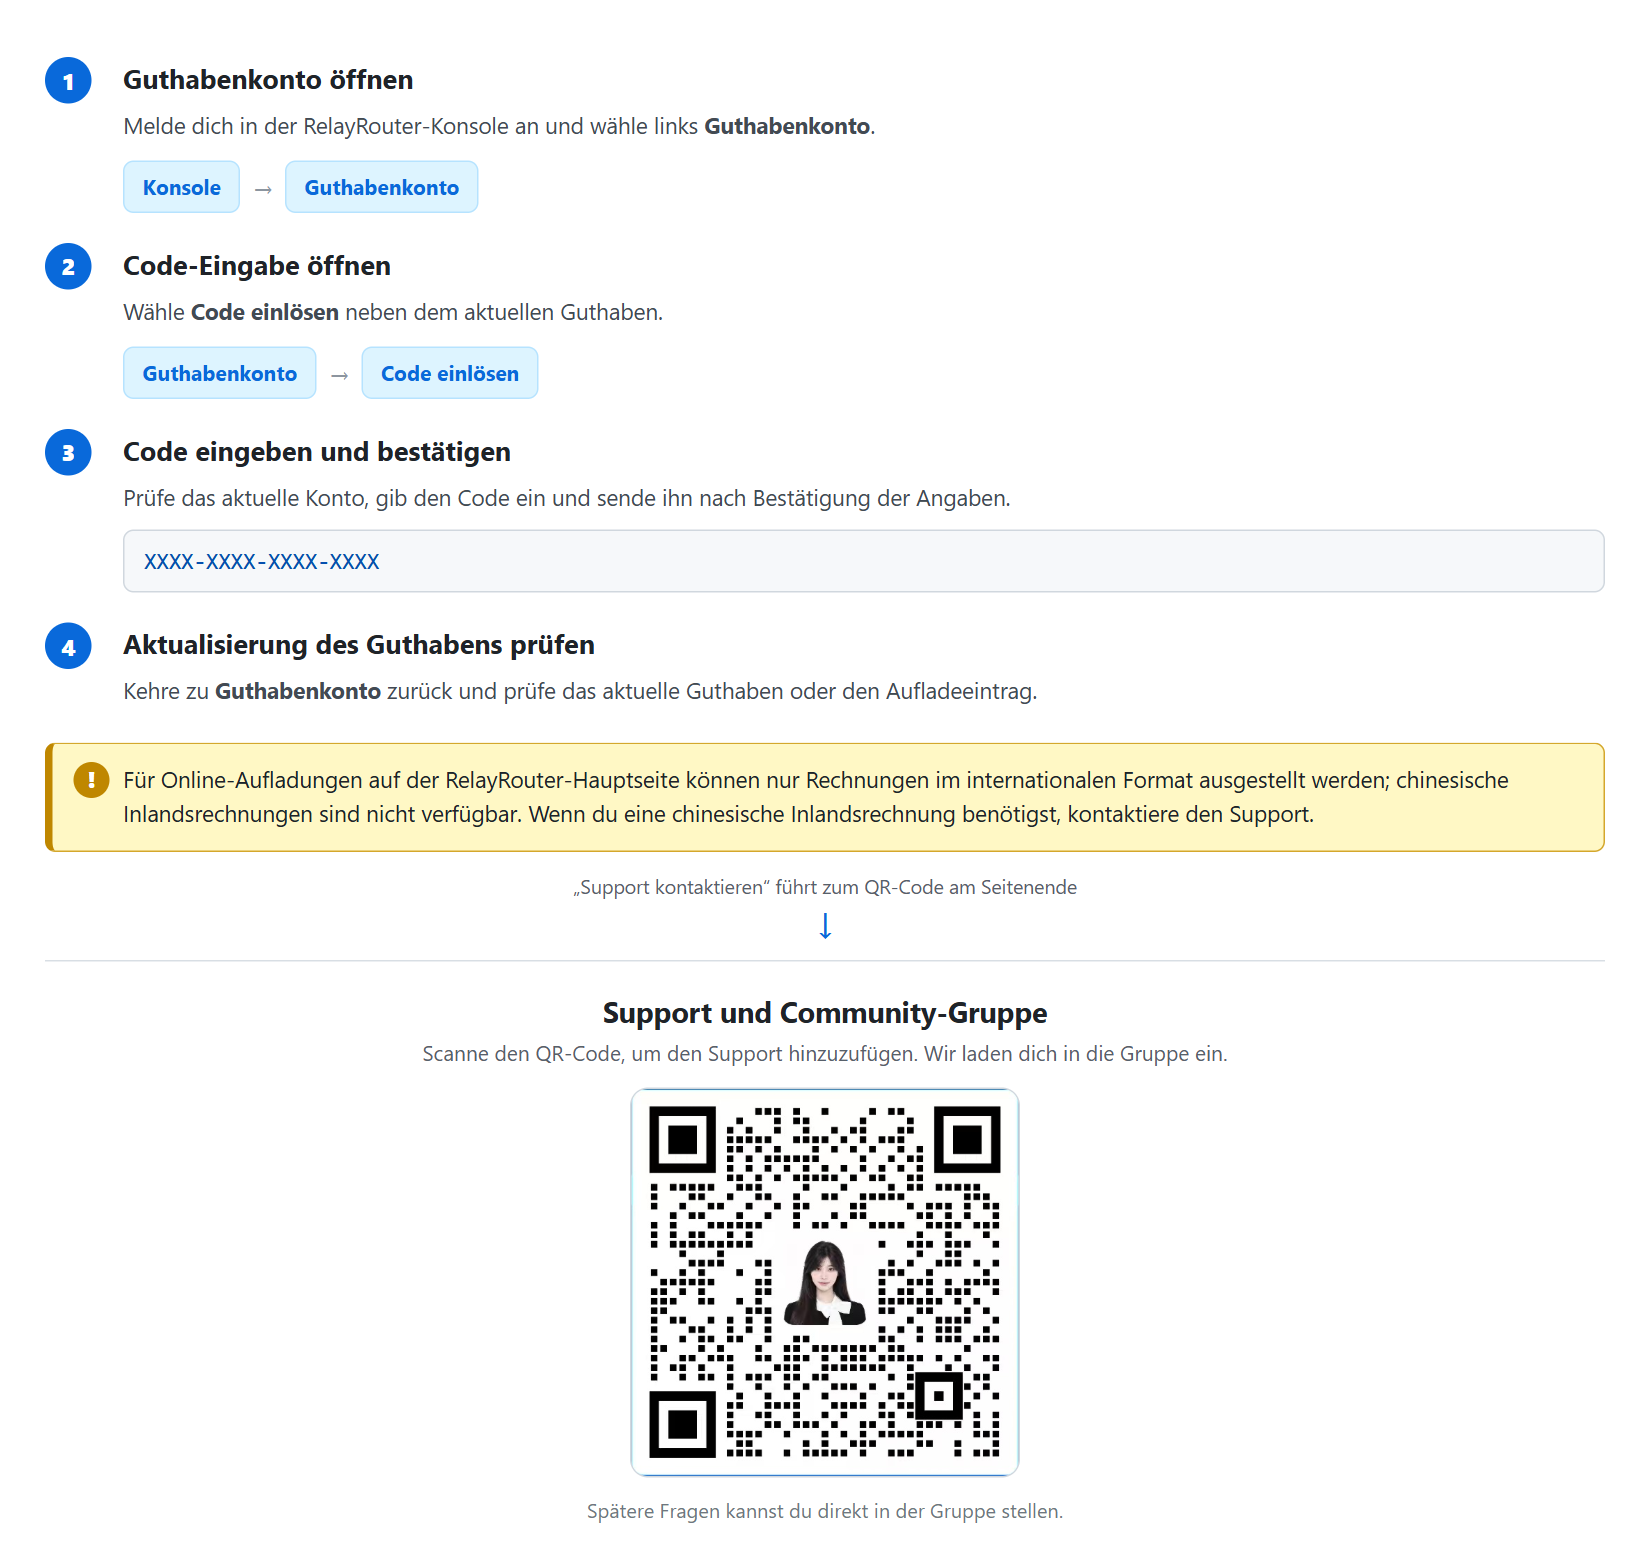 1 Guthabenkonto öffnen
Melde dich in der RelayRouter-Konsole an und wähle links Guthabenkonto.
Konsole → Guthabenkonto
2 Code-Eingabe öffnen
Wähle Code einlösen neben dem aktuellen Guthaben.
Guthabenkonto → Code einlösen
3 Code eingeben und bestätigen
Prüfe das aktuelle Konto, gib den Code ein und sende ihn nach Bestätigung der Angaben.
XXXX-XXXX-XXXX-XXXX
4 Aktualisierung des Guthabens prüfen
Kehre zu Guthabenkonto zurück und prüfe das aktuelle Guthaben oder den Aufladeeintrag.
! Für Online-Aufladungen auf der RelayRouter-Hauptseite können nur Rechnungen im internationalen Format ausgestellt werden; chinesische
Inlandsrechnungen sind nicht verfügbar. Wenn du eine chinesische Inlandsrechnung benötigst, kontaktiere den Support.
„Support kontaktieren“ führt zum QR-Code am Seitenende
↓
Support und Community-Gruppe
Scanne den QR-Code, um den Support hinzuzufügen. Wir laden dich in die Gruppe ein.
Spätere Fragen kannst du direkt in der Gruppe stellen.